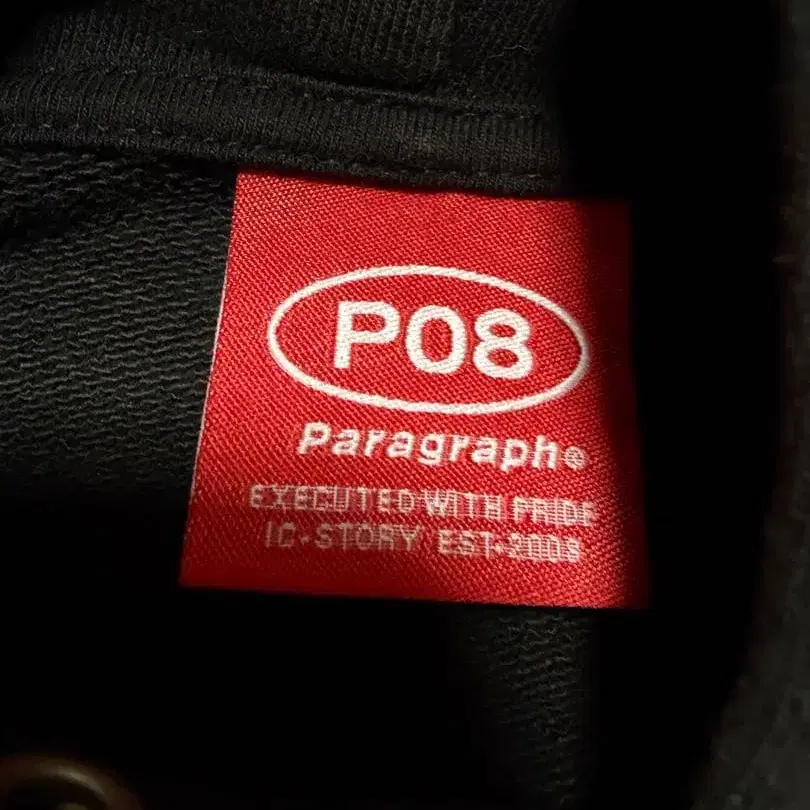 P08
Paragraph®
EXECUTED WITH PRIDE
IC-STORY EST-2008